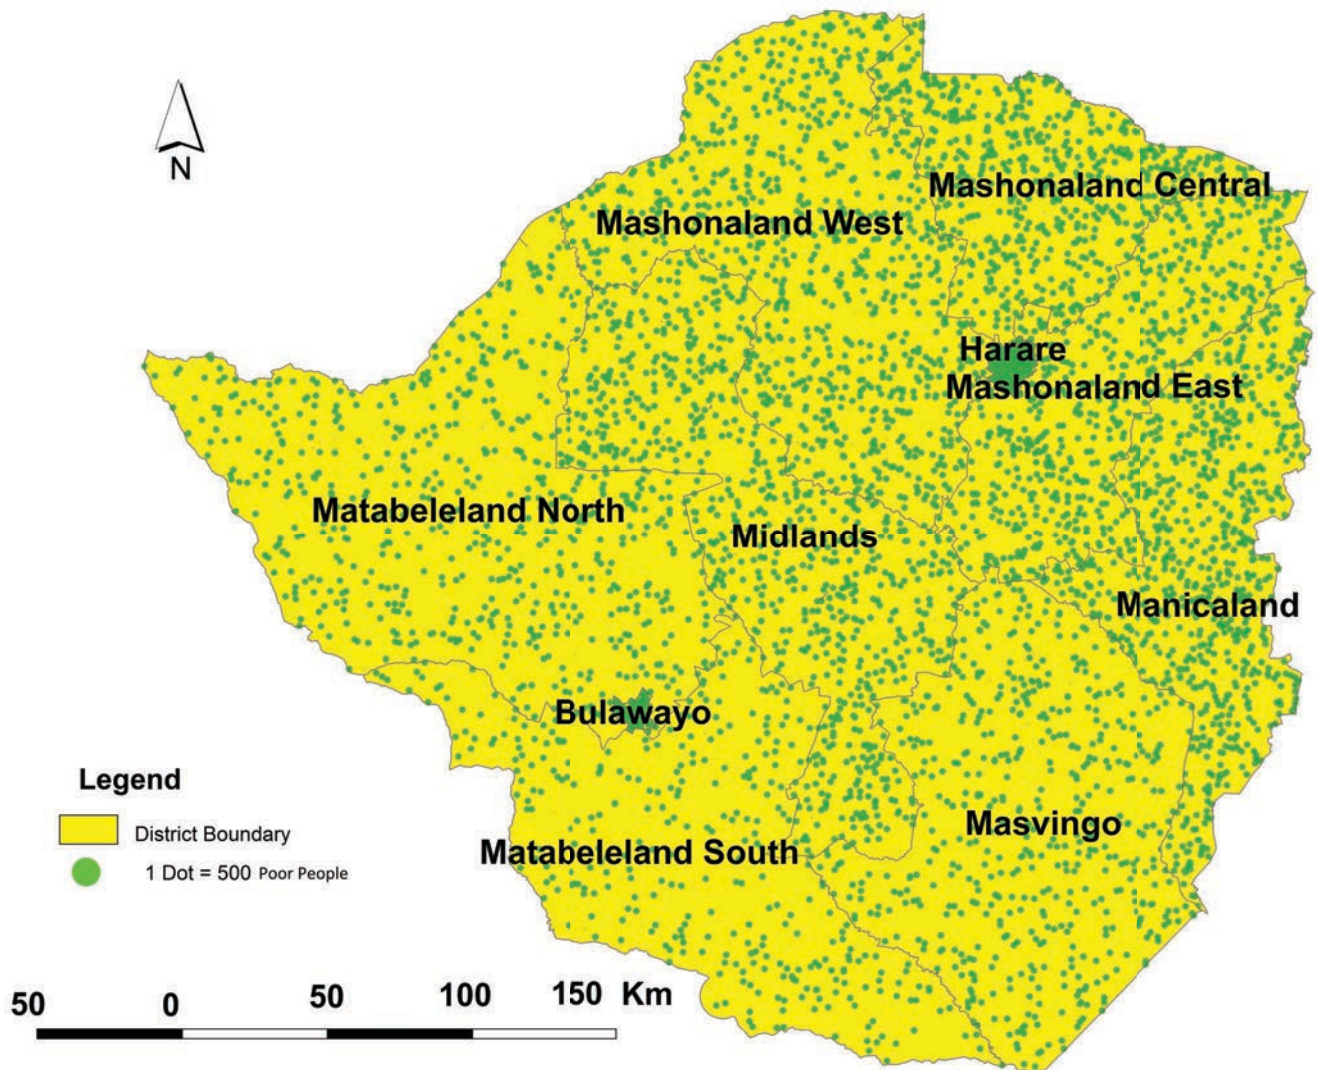 N
Mashonaland Central
Mashonaland West
Harare
Mashonaland East
Matabeleland North
Midlands
Manicaland
Bulawayo
Masvingo
Matabeleland South
Legend
District Boundary
1 Dot = 500 Poor People
50 0 50 100 150 Km